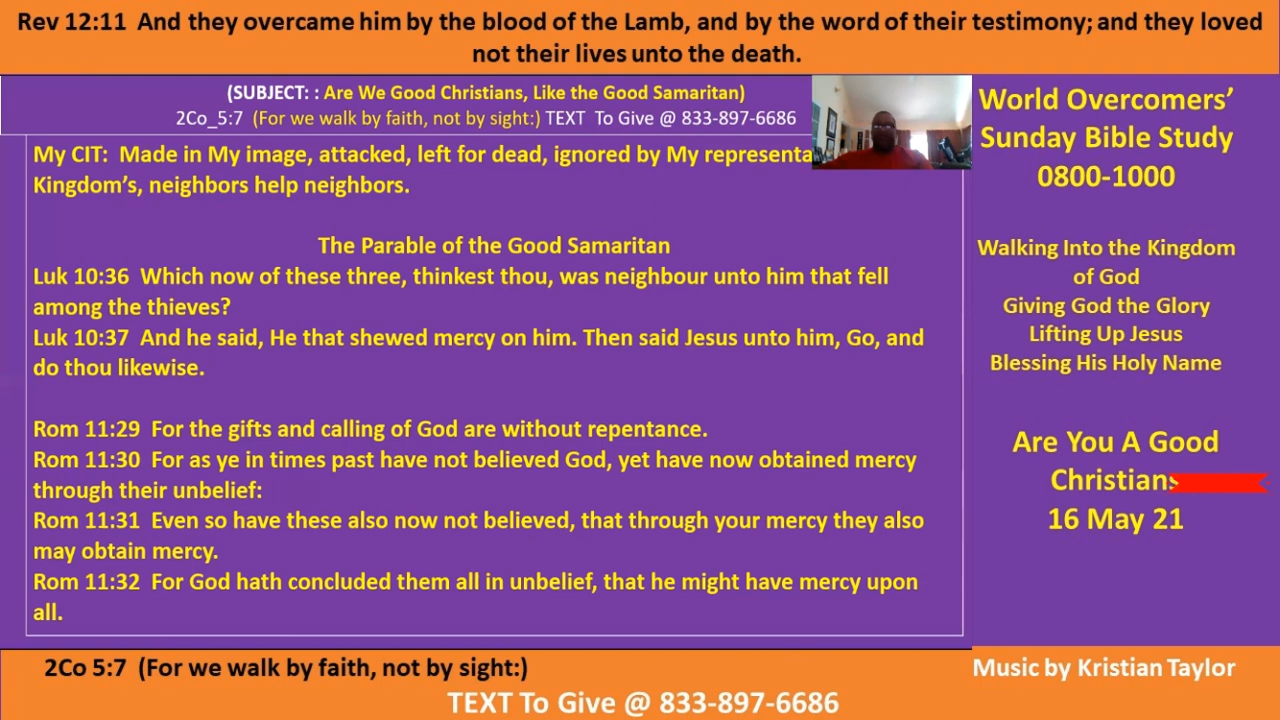 Rev 12:11 And they overcame him by the blood of the Lamb, and by the word of their testimony; and they loved
not their lives unto the death.
(SUBJECT: : Are We Good Christians, Like the Good Samaritan)
2Co_5:7 (For we walk by faith, not by sight:) TEXT To Give @ 833-897-6686
My CIT: Made in My image, attacked, left for dead, ignored by My representa
Kingdom's, neighbors help neighbors.
The Parable of the Good Samaritan
Luk 10:36 Which now of these three, thinkest thou, was neighbour unto him that fell
among the thieves?
Luk 10:37 And he said, He that shewed mercy on him. Then said Jesus unto him, Go, and
do thou likewise.
Rom 11:29 For the gifts and calling of God are without repentance.
Rom 11:30 For as ye in times past have not believed God, yet have now obtained mercy
through their unbelief:
Rom 11:31 Even so have these also now not believed, that through your mercy they also
may obtain mercy.
Rom 11:32 For God hath concluded them all in unbelief, that he might have mercy upon
all.
World Overcomers'
Sunday Bible Study
0800-1000
Walking Into the Kingdom
of God
Giving God the Glory
Lifting Up Jesus
Blessing His Holy Name
Are You A Good
Christians
16 May 21
2Co 5:7 (For we walk by faith, not by sight:)
Music by Kristian Taylor
TEXT To Give @ 833-897-6686